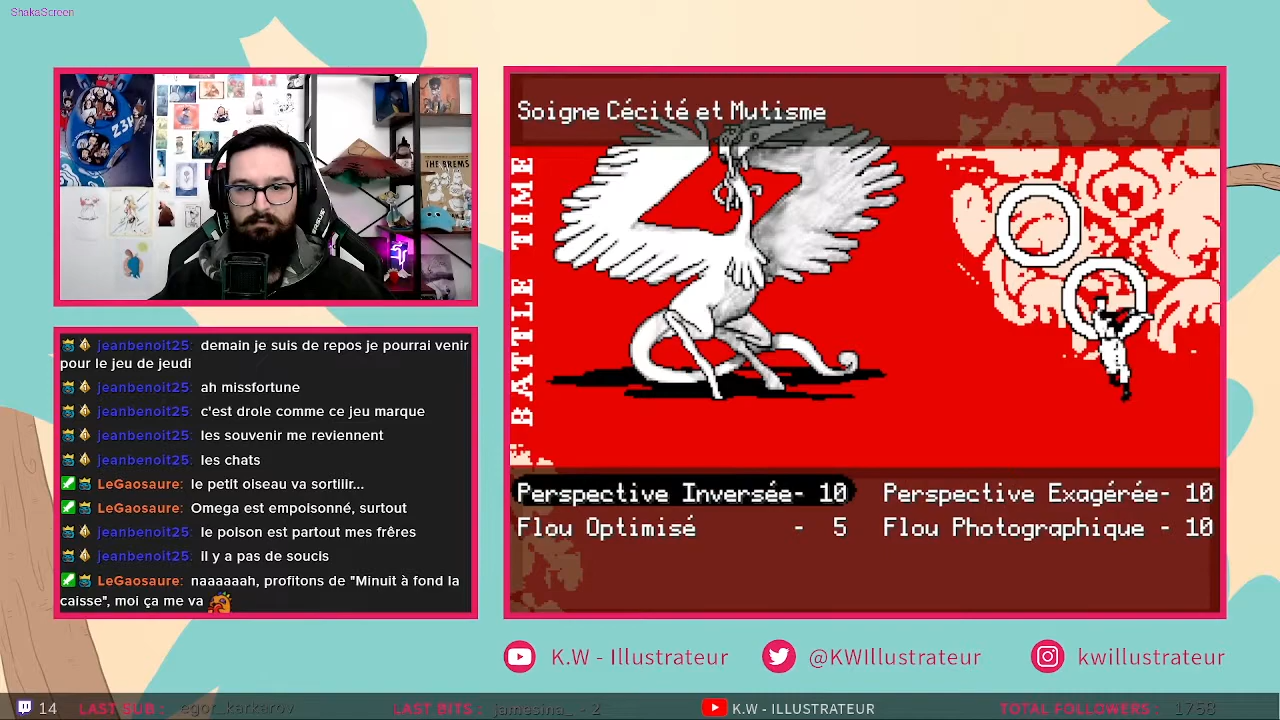 ShakaScreen
THE BREMS
jeanbenoit25: demain je suis de repos je pourrai venir
pour le jeu de jeudi
jeanbenoit25: ah missfortune
jeanbenoit25: c'est drole comme ce jeu marque
jeanbenoit25: les souvenir me reviennent
jeanbenoit25: les chats
LeGaosaure: le petit oiseau va sortiiir...
LeGaosaure: Omega est empoisonné, surtout
jeanbenoit25: le poison est partout mes frêres
jeanbenoit25: il y a pas de soucis
LeGaosaure: naaaaaah, profitons de "Minuit à fond la
caisse", moi ça me va
Soigne Cécité et Mutisme
BATTLE TIME
Perspective Inversée- 10 Perspective Exagérée- 10
Flou Optimisé - 5 Flou Photographique - 10
K.W - Illustrateur @KWIllustrateur kwillustrateur
14 LAST SUB : egor_karkarov LAST BITS : jamesina_ - 2 K.W - ILLUSTRATEUR TOTAL FOLLOWERS : 1758